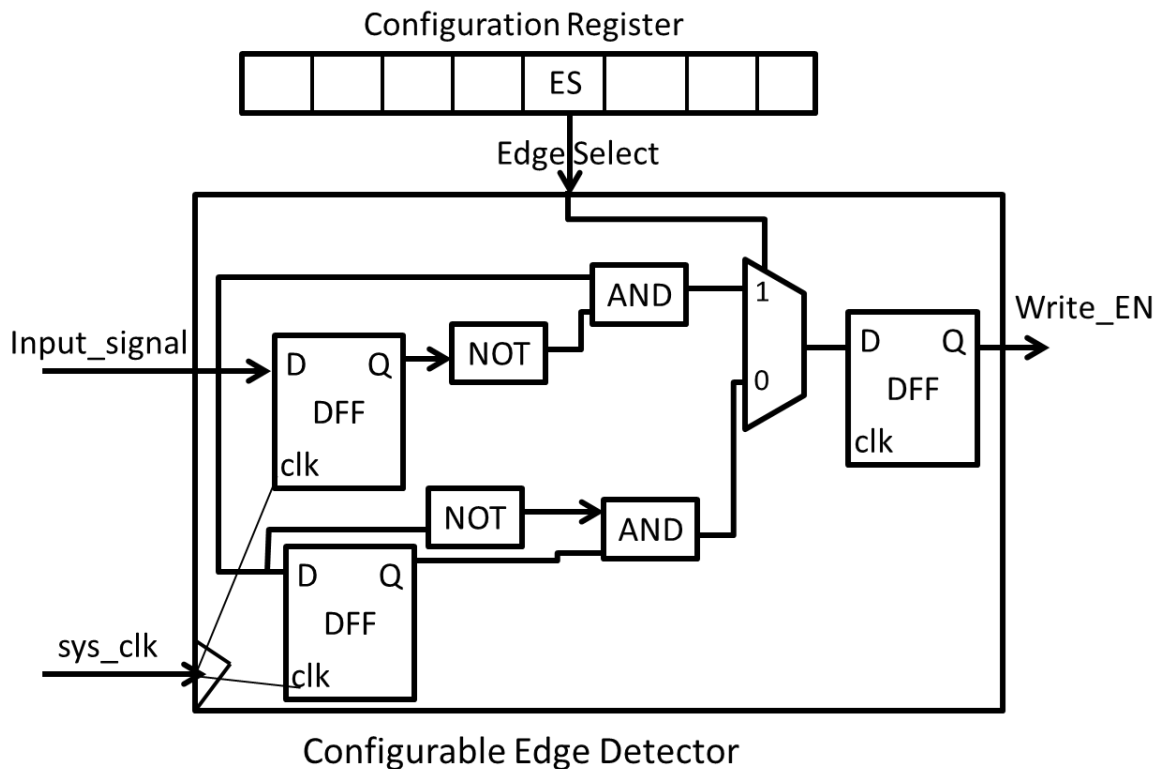 Configuration Register
ES
Edge Select
AND
1
Write_EN
Input_signal
D Q
NOT
D Q
DFF
0
DFF
clk
clk
NOT
AND
D Q
DFF
sys_clk
clk
Configurable Edge Detector